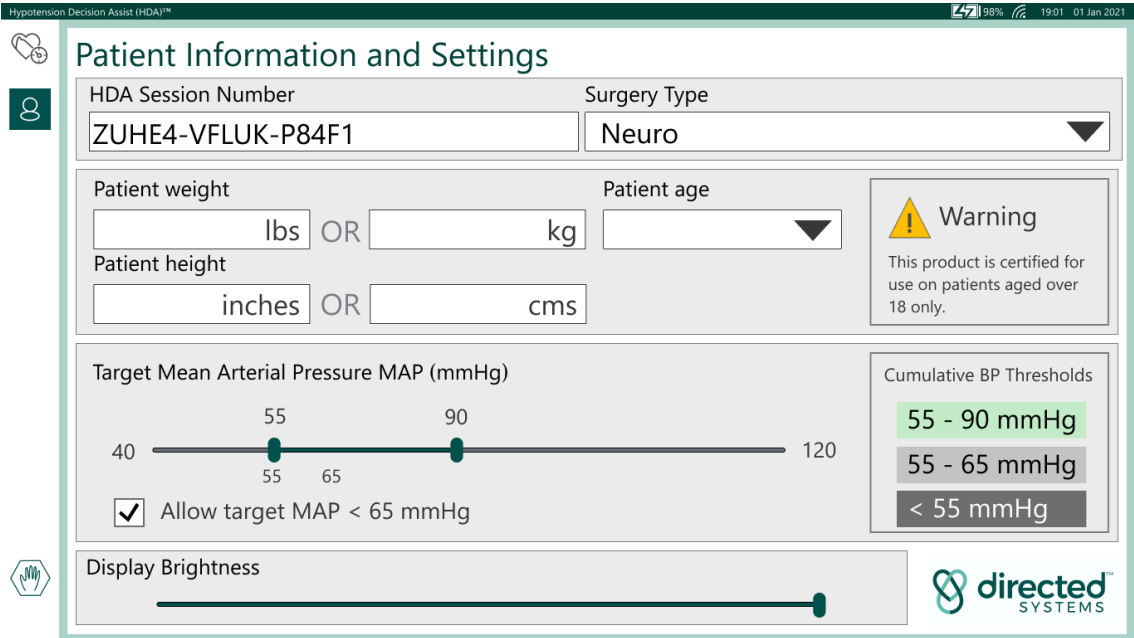 Hypotension Decision Assist (HDA)™ 98% 19:01 01 Jan 2021
Patient Information and Settings
HDA Session Number Surgery Type
ZUHE4-VFLUK-P84F1 Neuro
Patient weight Patient age
lbs OR kg
Patient height
inches OR cms
Warning
This product is certified for
use on patients aged over
18 only.
Target Mean Arterial Pressure MAP (mmHg)
55 90
40 120
55 65
Allow target MAP < 65 mmHg
Cumulative BP Thresholds
55 - 90 mmHg
55 - 65 mmHg
< 55 mmHg
Display Brightness
directed™
SYSTEMS